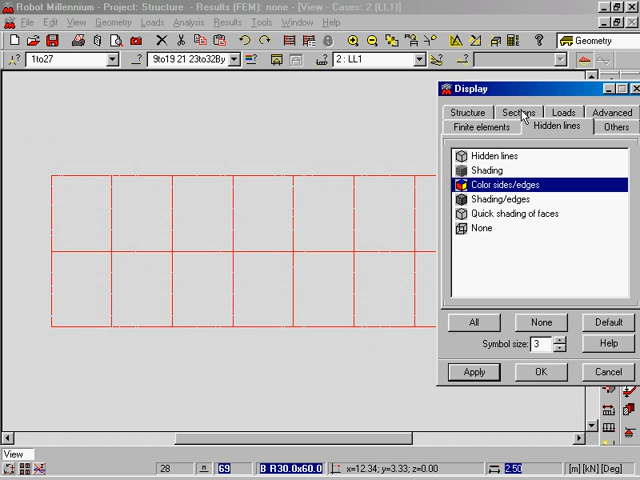 Robot Millennium - Project: Structure - Results (FEM): none - [View - Cases: 2 (LL1)]
File Edit View Geometry Loads Analysis Results Tools Window Help
Geometry
1to27 9to19 21 23to32By 2 : LL1
Display
Structure Sections Loads Advanced
Finite elements Hidden lines Others
Hidden lines
Shading
Color sides/edges
Shading/edges
Quick shading of faces
None
All None Default
Symbol size: 3 Help
Apply OK Cancel
View
28 69 B R30.0x60.0 x=12.34; y=3.33; z=0.00 2.50 [m] [kN] [Deg]